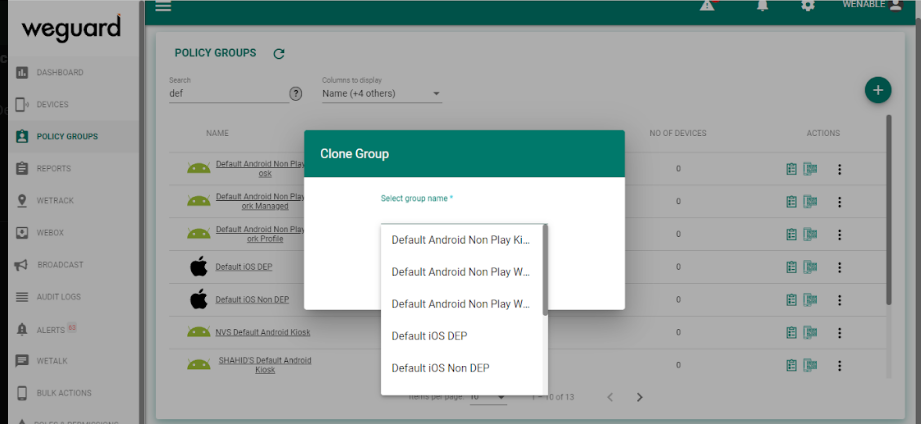 weguard
WENABLE
DASHBOARD
DEVICES
POLICY GROUPS
REPORTS
WETRACK
WEBOX
BROADCAST
AUDIT LOGS
ALERTS
WETALK
BULK ACTIONS
POLICY GROUPS
Search
def
?
Columns to display
Name (+4 others)
+
NAME
NO OF DEVICES
ACTIONS
Default Android Non Play
osk
0
Default Android Non Play
ork Managed
0
Default Android Non Play
ork Profile
0
Default iOS DEP
0
Default iOS Non DEP
0
NVS Default Android Kiosk
0
SHAHID'S Default Android
Kiosk
0
Clone Group
Select group name *
Default Android Non Play Ki...
Default Android Non Play W...
Default Android Non Play W...
Default iOS DEP
Default iOS Non DEP
Items per page: 10
1 – 10 of 13